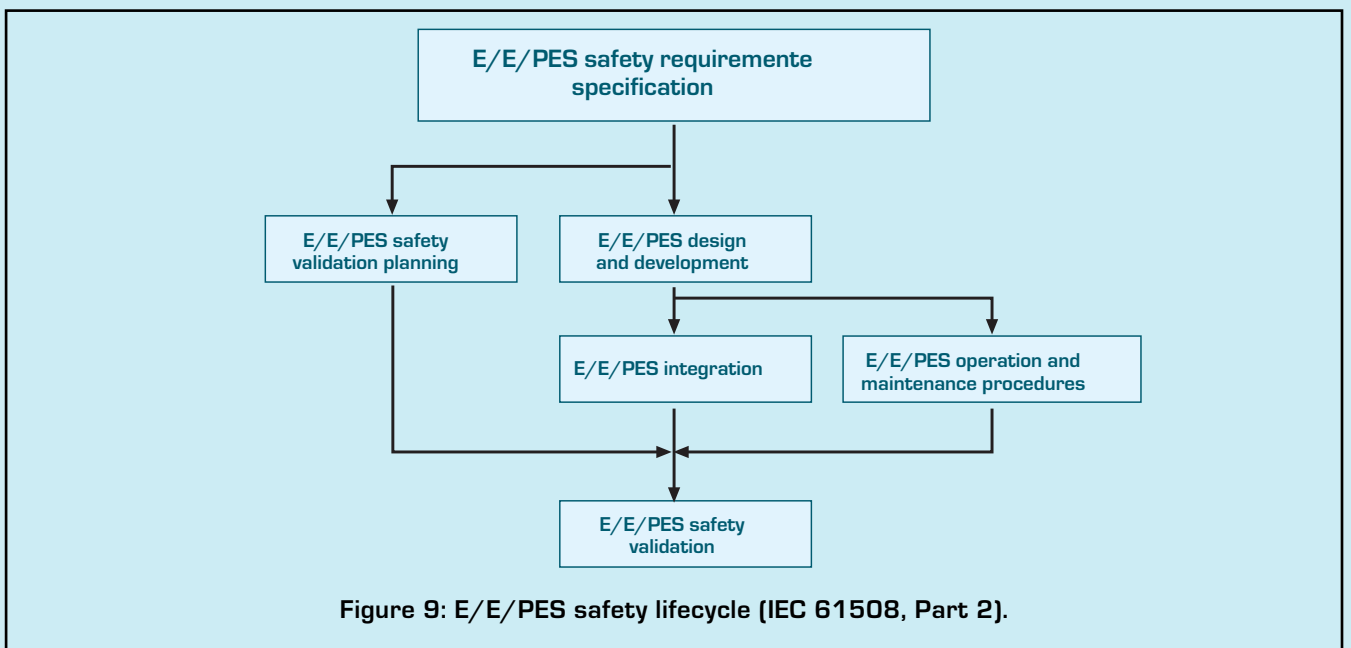 E/E/PES safety requiremente
specification
E/E/PES safety
validation planning
E/E/PES design
and development
E/E/PES integration
E/E/PES operation and
maintenance procedures
E/E/PES safety
validation
Figure 9: E/E/PES safety lifecycle (IEC 61508, Part 2).